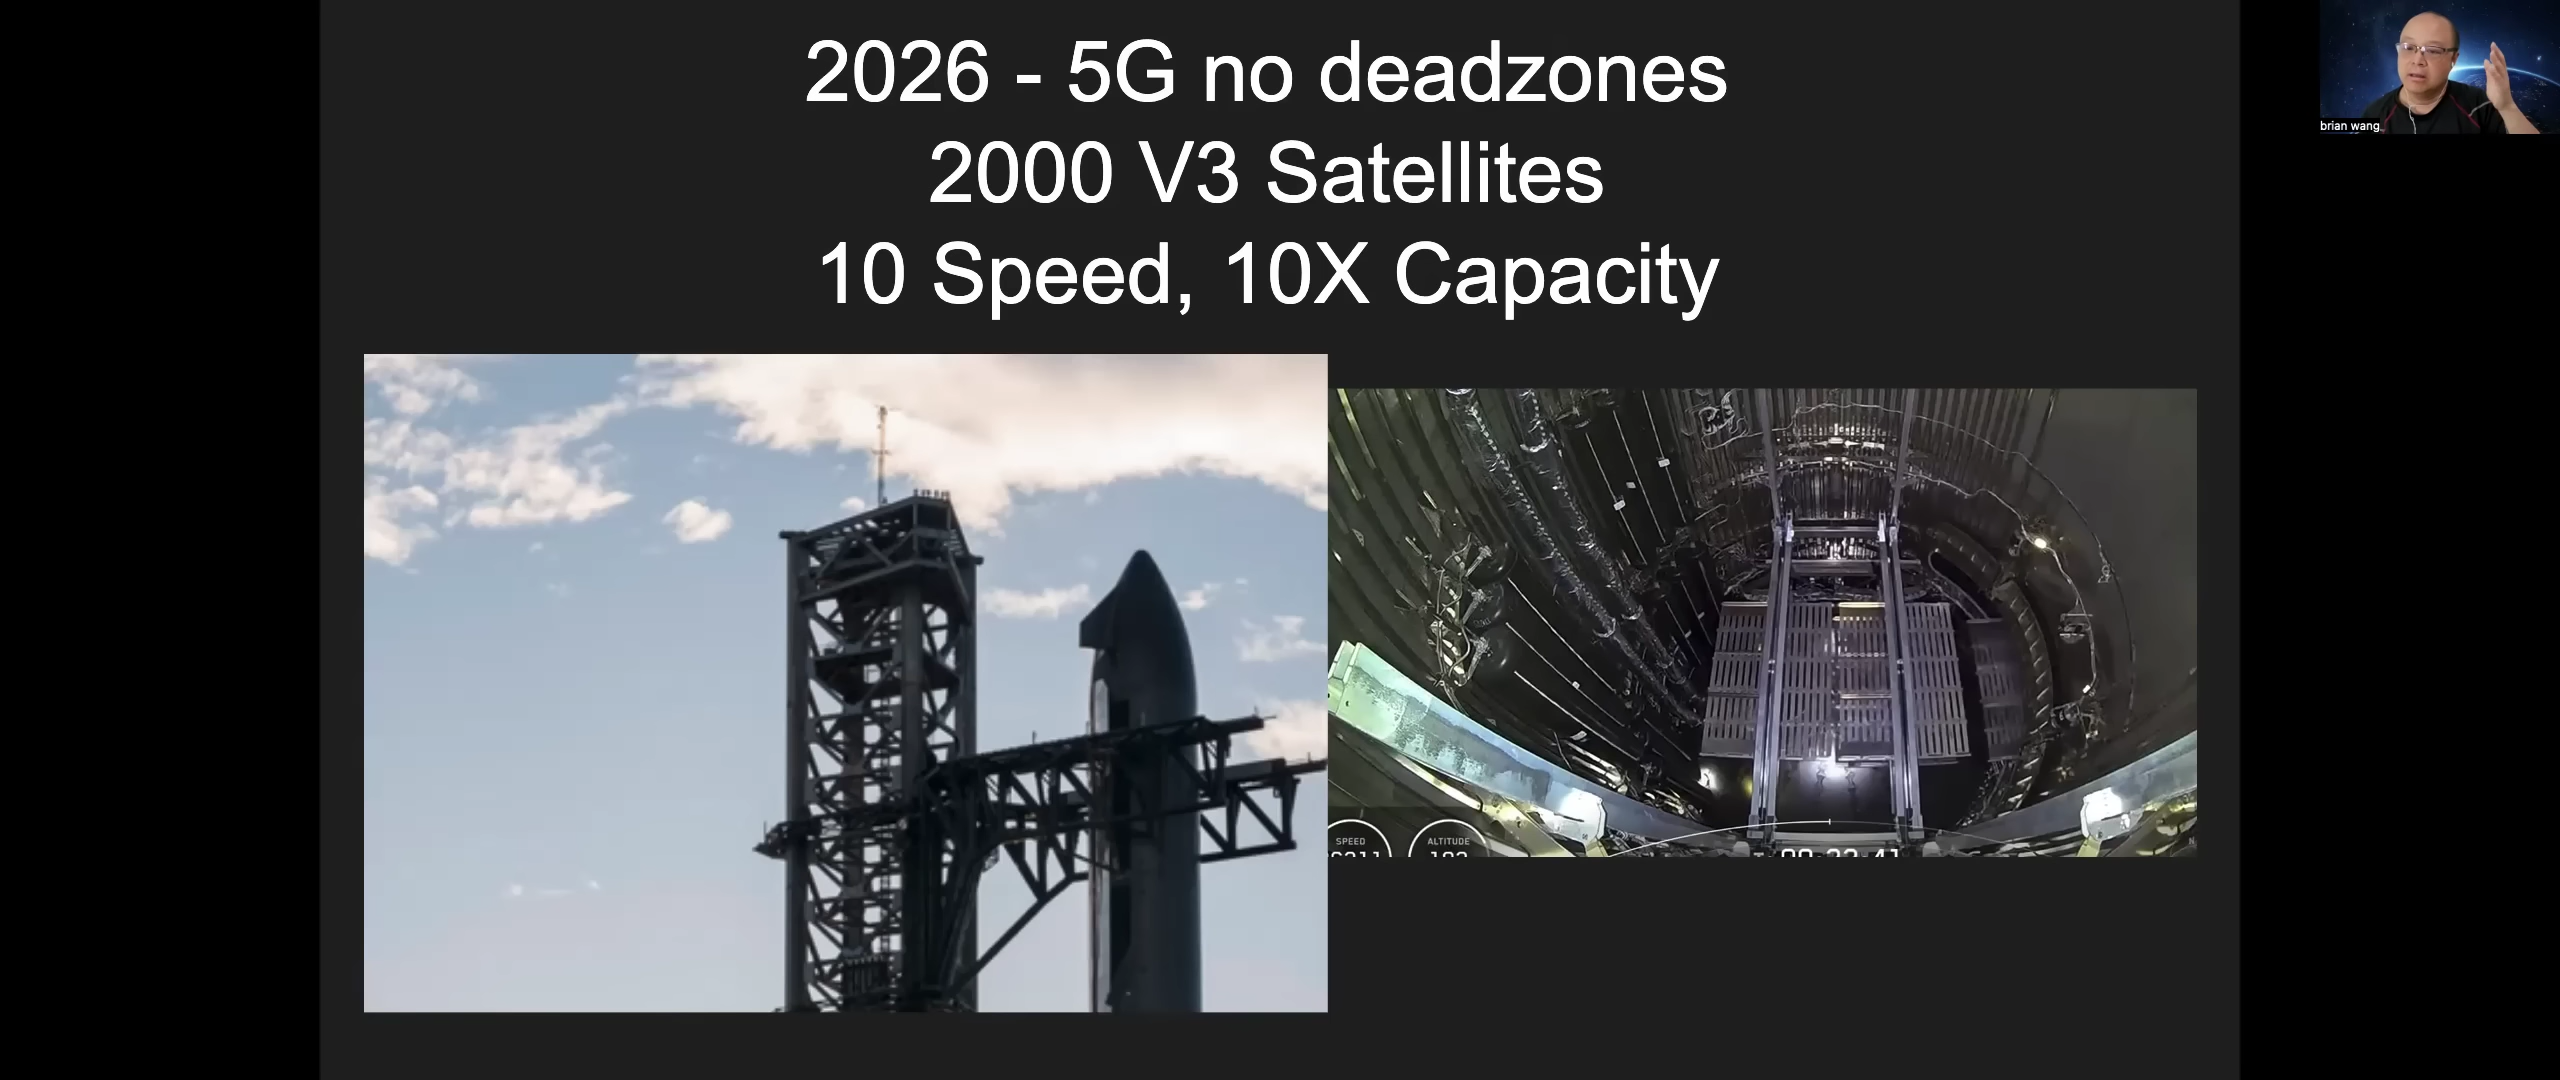 2026 - 5G no deadzones
2000 V3 Satellites
10 Speed, 10X Capacity
brian wang
SPEED
ALTITUDE